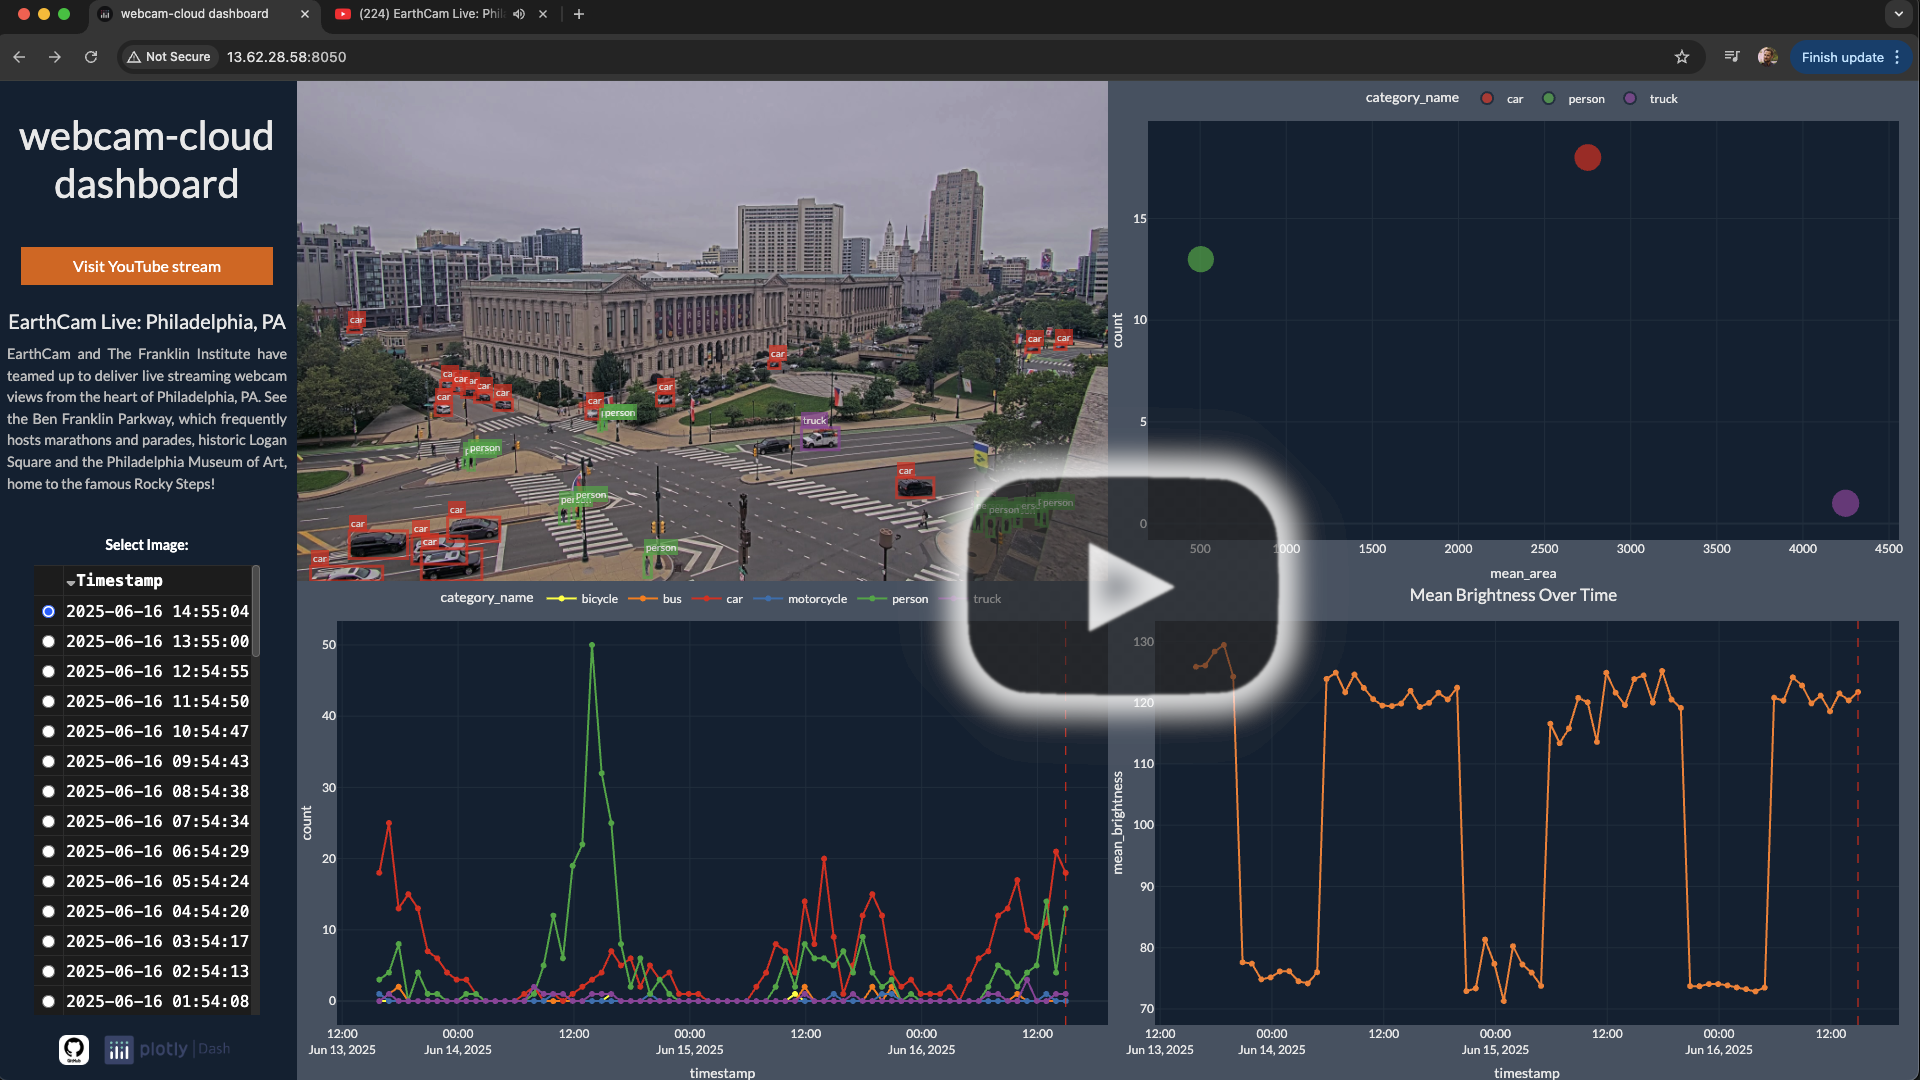 webcam-cloud dashboard
(224) EarthCam Live: Phil
Not Secure
13.62.28.58:8050
Finish update
webcam-cloud
dashboard
Visit YouTube stream
EarthCam Live: Philadelphia, PA
EarthCam and The Franklin Institute have
teamed up to deliver live streaming webcam
views from the heart of Philadelphia, PA. See
the Ben Franklin Parkway, which frequently
hosts marathons and parades, historic Logan
Square and the Philadelphia Museum of Art,
home to the famous Rocky Steps!
Select Image:
Timestamp
2025-06-16 14:55:04
2025-06-16 13:55:00
2025-06-16 12:54:55
2025-06-16 11:54:50
2025-06-16 10:54:47
2025-06-16 09:54:43
2025-06-16 08:54:38
2025-06-16 07:54:34
2025-06-16 06:54:29
2025-06-16 05:54:24
2025-06-16 04:54:20
2025-06-16 03:54:17
2025-06-16 02:54:13
2025-06-16 01:54:08
GitHub
plotly | Dash
car
car
car
car
car
car
car
car
car
car
person
truck
person
car
person
person
person
car
car
car
car
car
person
category_name
car
person
truck
count
15
10
5
0
500
1000
1500
2000
2500
3000
3500
4000
4500
mean_area
category_name
bicycle
bus
car
motorcycle
person
truck
count
50
40
30
20
10
0
12:00
Jun 13, 2025
00:00
Jun 14, 2025
12:00
00:00
Jun 15, 2025
12:00
00:00
Jun 16, 2025
12:00
timestamp
Mean Brightness Over Time
mean_brightness
130
120
110
100
90
80
70
12:00
Jun 13, 2025
00:00
Jun 14, 2025
12:00
00:00
Jun 15, 2025
12:00
00:00
Jun 16, 2025
12:00
timestamp